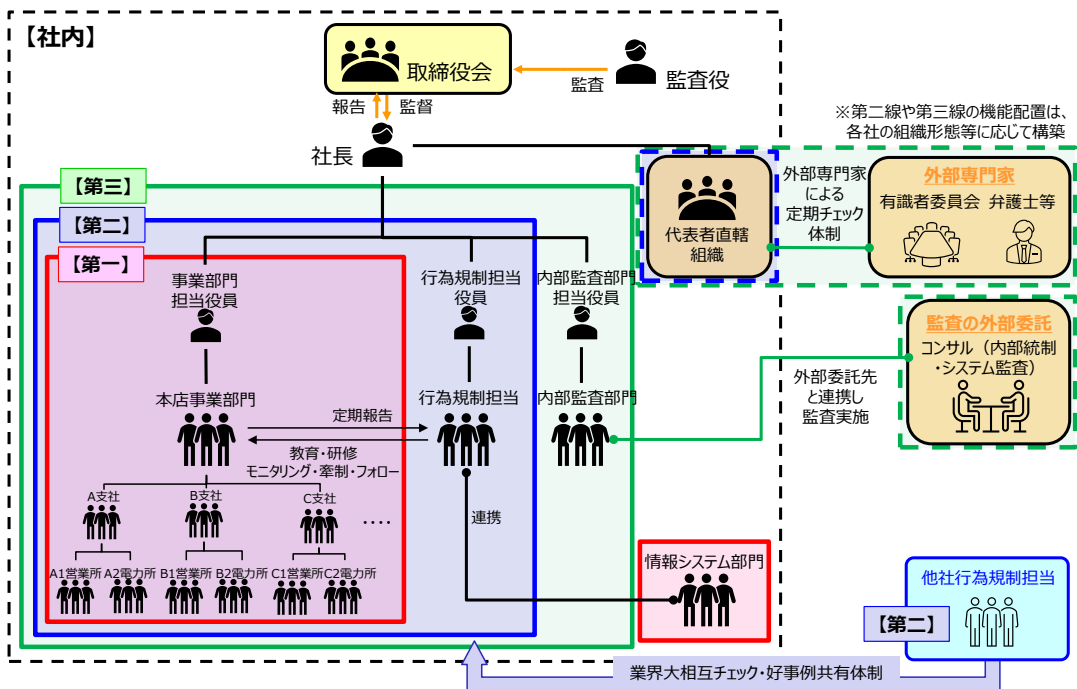 【社内】
取締役会
監査
監査役
報告
監督
社長
※第二線や第三線の機能配置は、
各社の組織形態等に応じて構築
【第三】
【第二】
【第一】
代表者直轄
組織
外部専門家
による
定期チェック
体制
外部専門家
有識者委員会 弁護士等
事業部門
担当役員
行為規制担当
役員
内部監査部門
担当役員
監査の外部委託
コンサル（内部統制
・システム監査）
外部委託先
と連携し
監査実施
本店事業部門
定期報告
行為規制担当
内部監査部門
教育・研修
モニタリング・牽制・フォロー
A支社
B支社
C支社
‥‥
連携
A1営業所
A2電力所
B1営業所
B2電力所
C1営業所
C2電力所
情報システム部門
他社行為規制担当
【第二】
業界大相互チェック・好事例共有体制